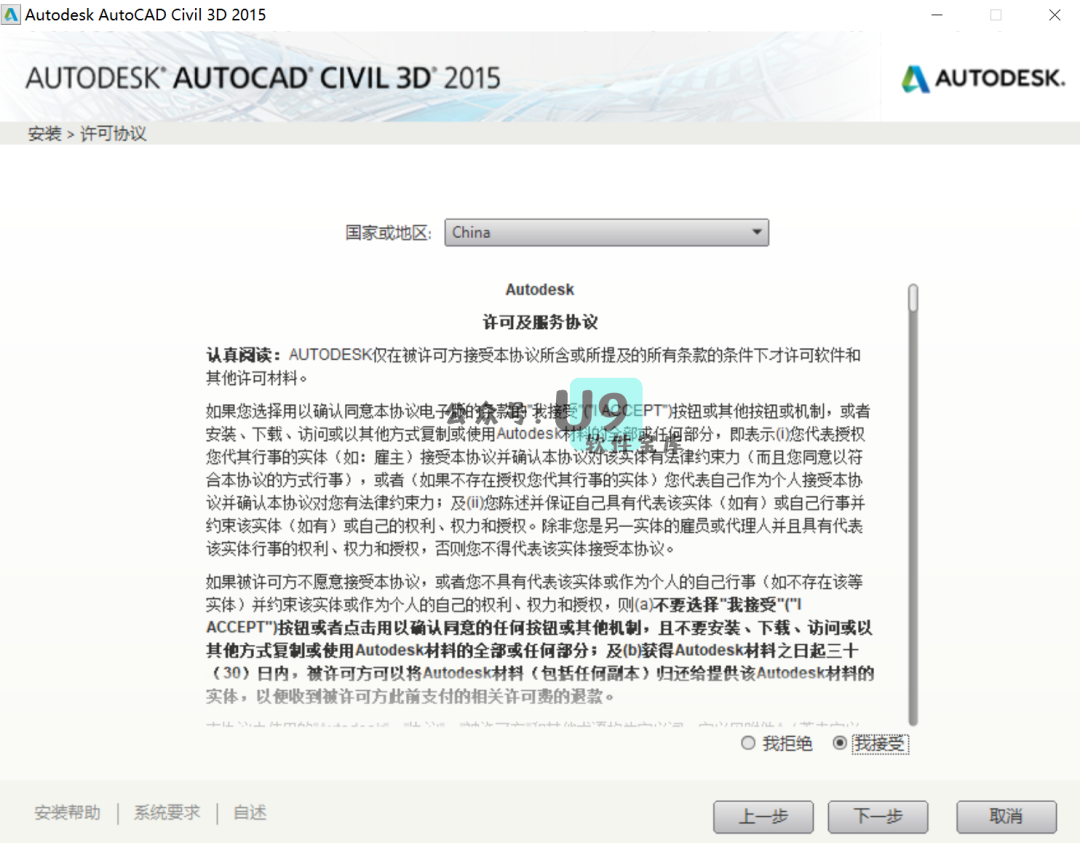 Autodesk AutoCAD Civil 3D 2015
AUTODESK® AUTOCAD® CIVIL 3D® 2015
AUTODESK.
安装 > 许可协议
国家或地区: China
Autodesk
许可及服务协议
认真阅读：AUTODESK仅在被许可方接受本协议所含或所提及的所有条款的条件下才许可软件和
其他许可材料。
如果您选择用以确认同意本协议电子版的条款的"我接受"("I ACCEPT")按钮或其他按钮或机制，或者
安装、下载、访问或以其他方式复制或使用Autodesk材料的全部或任何部分，即表示(i)您代表授权
您代其行事的实体（如：雇主）接受本协议并确认本协议对该实体有法律约束力（而且您同意以符
合本协议的方式行事），或者（如果不存在授权您代其行事的实体）您代表自己作为个人接受本协
议并确认本协议对您有法律约束力；及(ii)您陈述并保证自己具有代表该实体（如有）或自己行事并
约束该实体（如有）或自己的权利、权力和授权。除非您是另一实体的雇员或代理人并且具有代表
该实体行事的权利、权力和授权，否则您不得代表该实体接受本协议。
公众号：U9
软件宝库
如果被许可方不愿意接受本协议，或者您不具有代表该实体或作为个人的自己行事（如不存在该等
实体）并约束该实体或作为个人的自己的权利、权力和授权，则(a)不要选择"我接受"("I
ACCEPT")按钮或者点击用以确认同意的任何按钮或其他机制，且不要安装、下载、访问或以
其他方式复制或使用Autodesk材料的全部或任何部分；及(b)获得Autodesk材料之日起三十
（30）日内，被许可方可以将Autodesk材料（包括任何副本）归还给提供该Autodesk材料的
实体，以便收到被许可方此前支付的相关许可费的退款。
我拒绝 我接受
安装帮助 | 系统要求 | 自述
上一步 下一步 取消